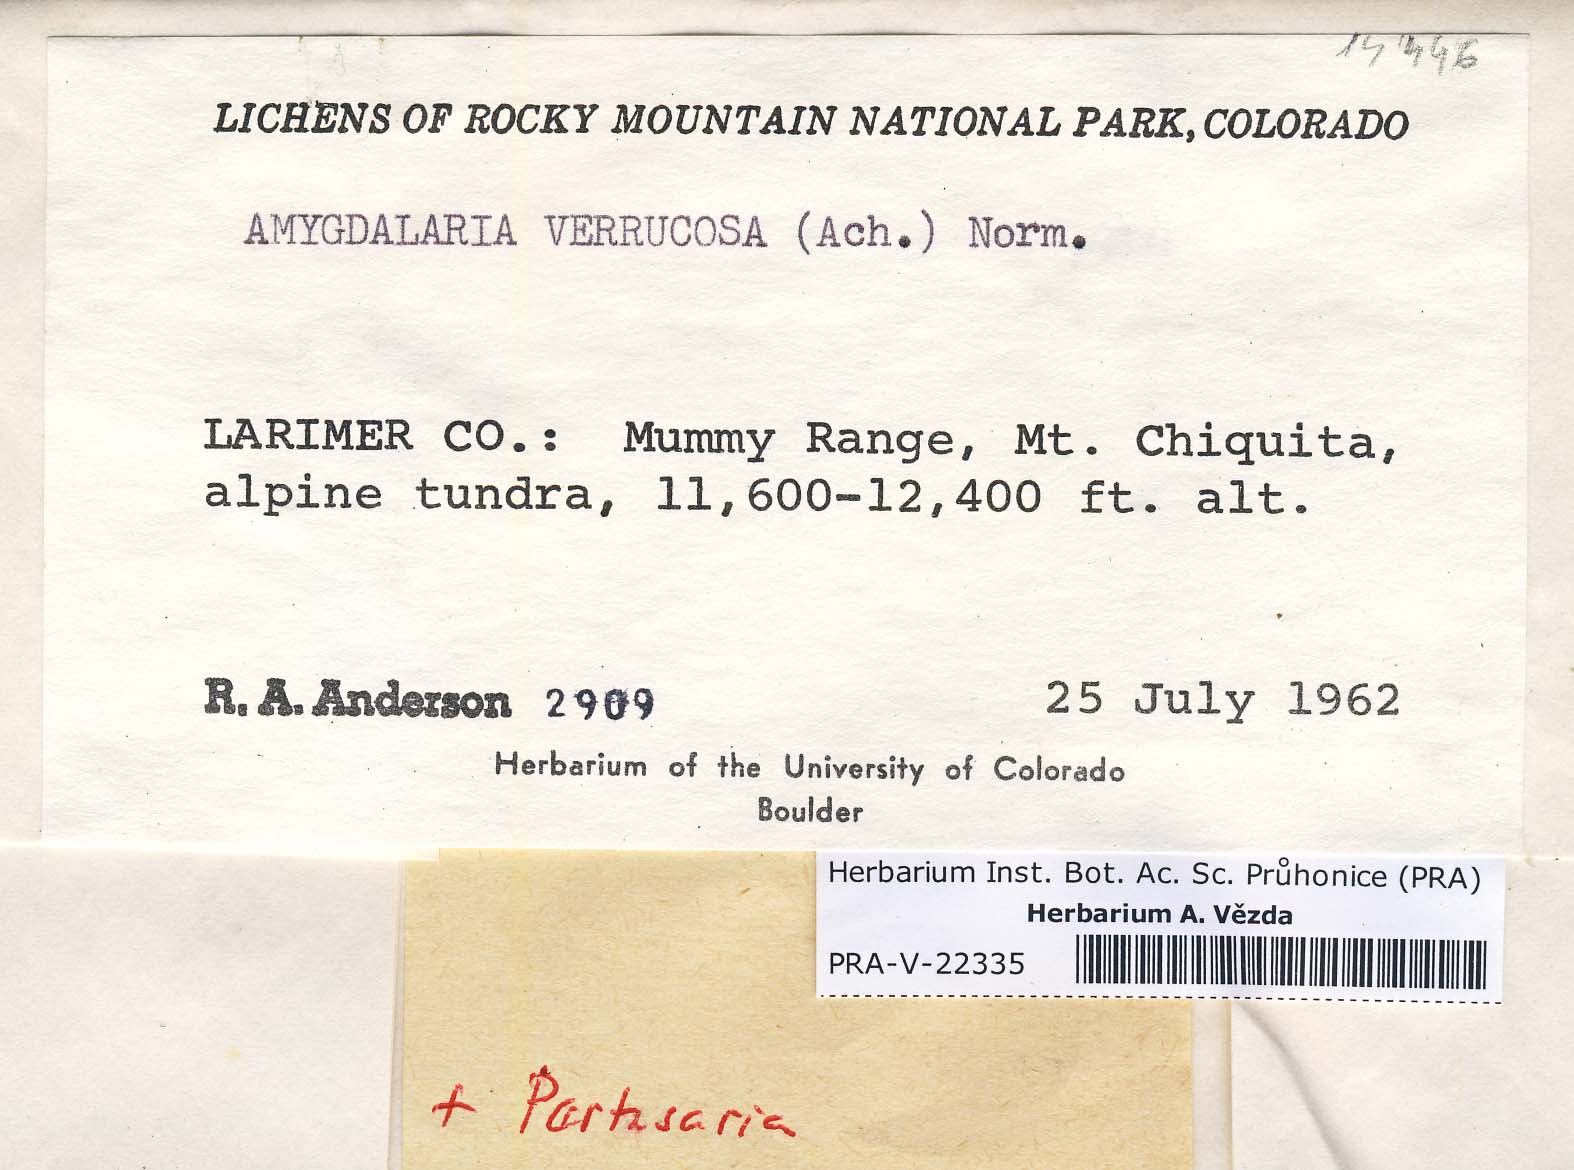 LICHENS OF ROCKY MOUNTAIN NATIONAL PARK, COLORADO
AMYGDALARIA VERRUCOSA (Ach.) Norm.
LARIMER CO.: Mummy Range, Mt. Chiquita,
alpine tundra, 11,600-12,400 ft. alt.
R. A. Anderson 2909 25 July 1962
Herbarium of the University of Colorado
Boulder
Herbarium Inst. Bot. Ac. Sc. Průhonice (PRA)
Herbarium A. Vězda
PRA-V-22335
+ Pertusaria